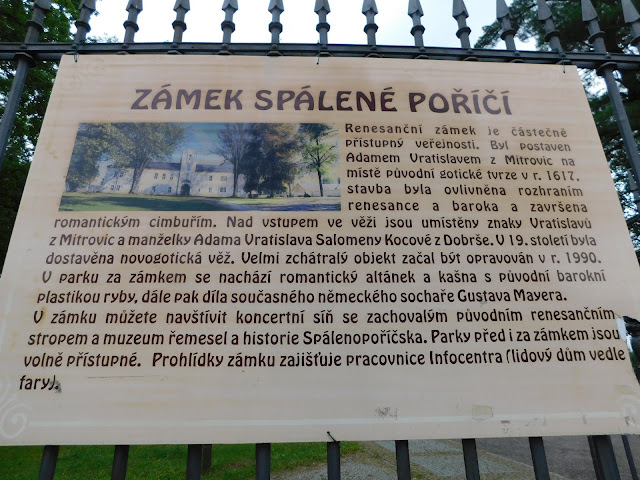 ZÁMEK SPÁLENÉ POŘÍČÍ
Renesanční zámek je částečně
přístupný veřejnosti. Byl postaven
Adamem Vratislavem z Mitrovic na
místě původní gotické tvrze v r. 1617.
stavba byla ovlivněna rozhraním
renesance a baroka a završena
romantickým cimbuřím. Nad vstupem ve věži jsou umístěny znaky Vratislavů
z Mitrovic a manželky Adama Vratislava Salomeny Kocové z Dobrše. V 19. století byla
dostavěna novogotická věž. Velmi zchátralý objekt začal být opravován v r. 1990.
V parku za zámkem se nachází romantický altánek a kašna s původní barokní
plastikou ryby, dále pak díla současného německého sochaře Gustava Mayera.
V zámku můžete navštívit koncertní síň se zachovalým původním renesančním
stropem a muzeum řemesel a historie Spálenopoříčska. Parky před i za zámkem jsou
volně přístupné. Prohlídky zámku zajišťuje pracovnice Infocentra (lidový dům vedle
fary).